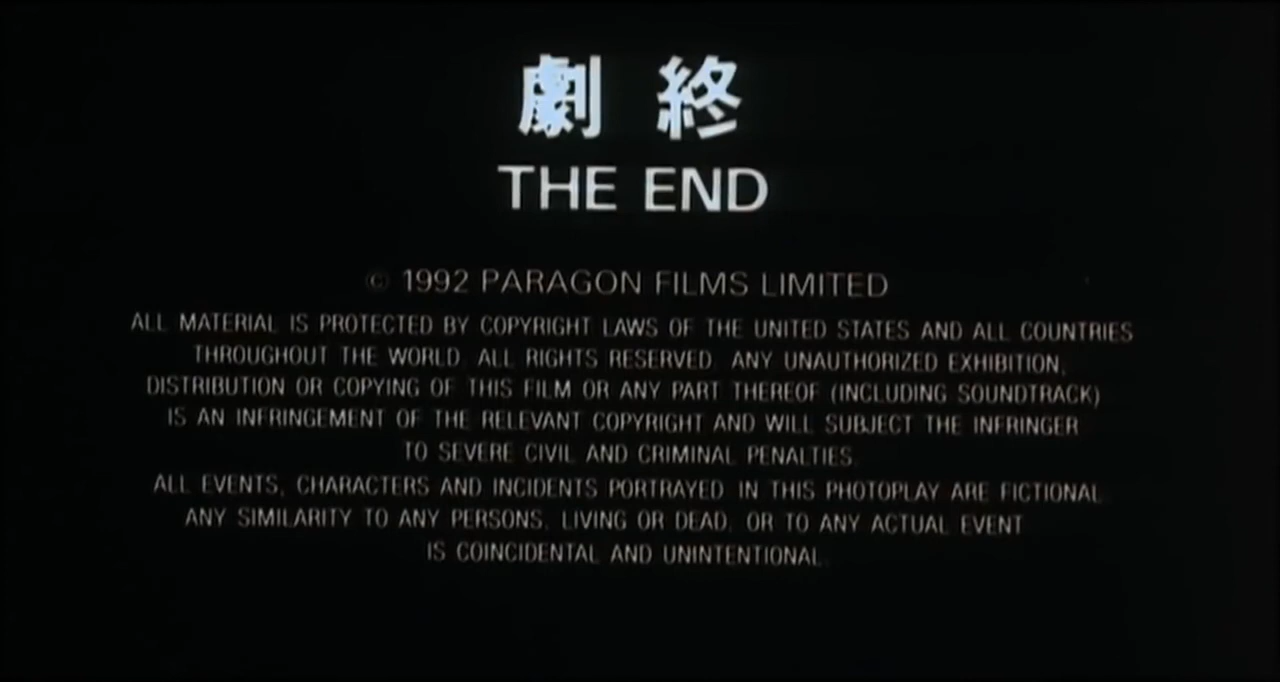 劇 終
THE END
© 1992 PARAGON FILMS LIMITED
ALL MATERIAL IS PROTECTED BY COPYRIGHT LAWS OF THE UNITED STATES AND ALL COUNTRIES
THROUGHOUT THE WORLD. ALL RIGHTS RESERVED. ANY UNAUTHORIZED EXHIBITION,
DISTRIBUTION OR COPYING OF THIS FILM OR ANY PART THEREOF (INCLUDING SOUNDTRACK)
IS AN INFRINGEMENT OF THE RELEVANT COPYRIGHT AND WILL SUBJECT THE INFRINGER
TO SEVERE CIVIL AND CRIMINAL PENALTIES.
ALL EVENTS, CHARACTERS AND INCIDENTS PORTRAYED IN THIS PHOTOPLAY ARE FICTIONAL
ANY SIMILARITY TO ANY PERSONS, LIVING OR DEAD, OR TO ANY ACTUAL EVENT
IS COINCIDENTAL AND UNINTENTIONAL.